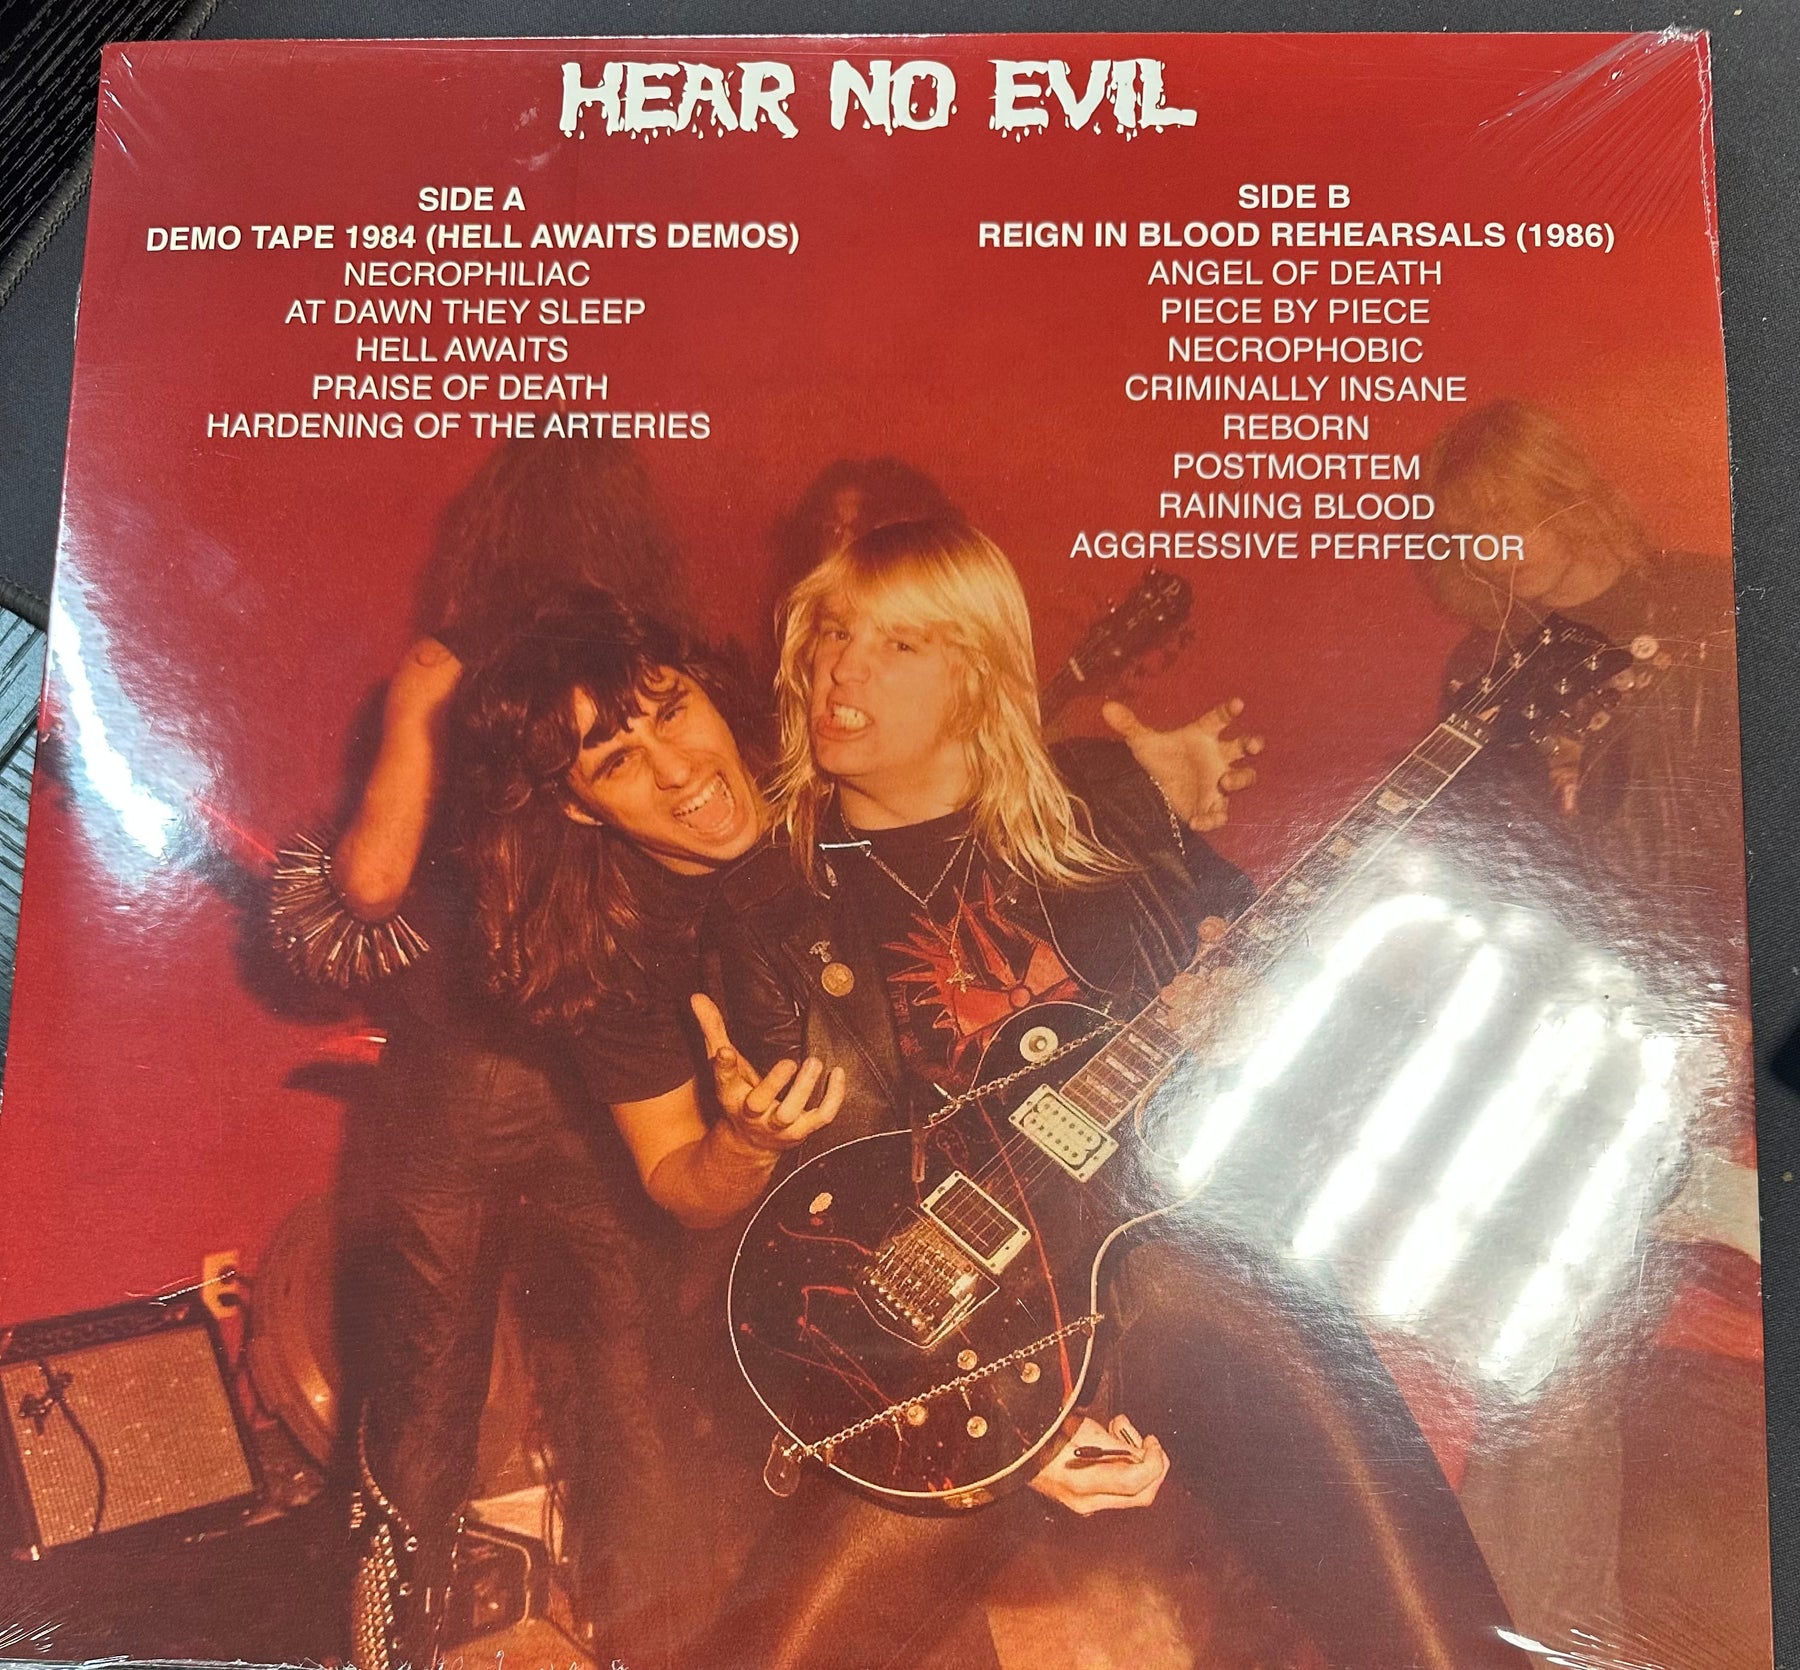 HEAR NO EVIL
SIDE A
DEMO TAPE 1984 (HELL AWAITS DEMOS)
NECROPHILIAC
AT DAWN THEY SLEEP
HELL AWAITS
PRAISE OF DEATH
HARDENING OF THE ARTERIES
SIDE B
REIGN IN BLOOD REHEARSALS (1986)
ANGEL OF DEATH
PIECE BY PIECE
NECROPHOBIC
CRIMINALLY INSANE
REBORN
POSTMORTEM
RAINING BLOOD
AGGRESSIVE PERFECTOR
Gibson